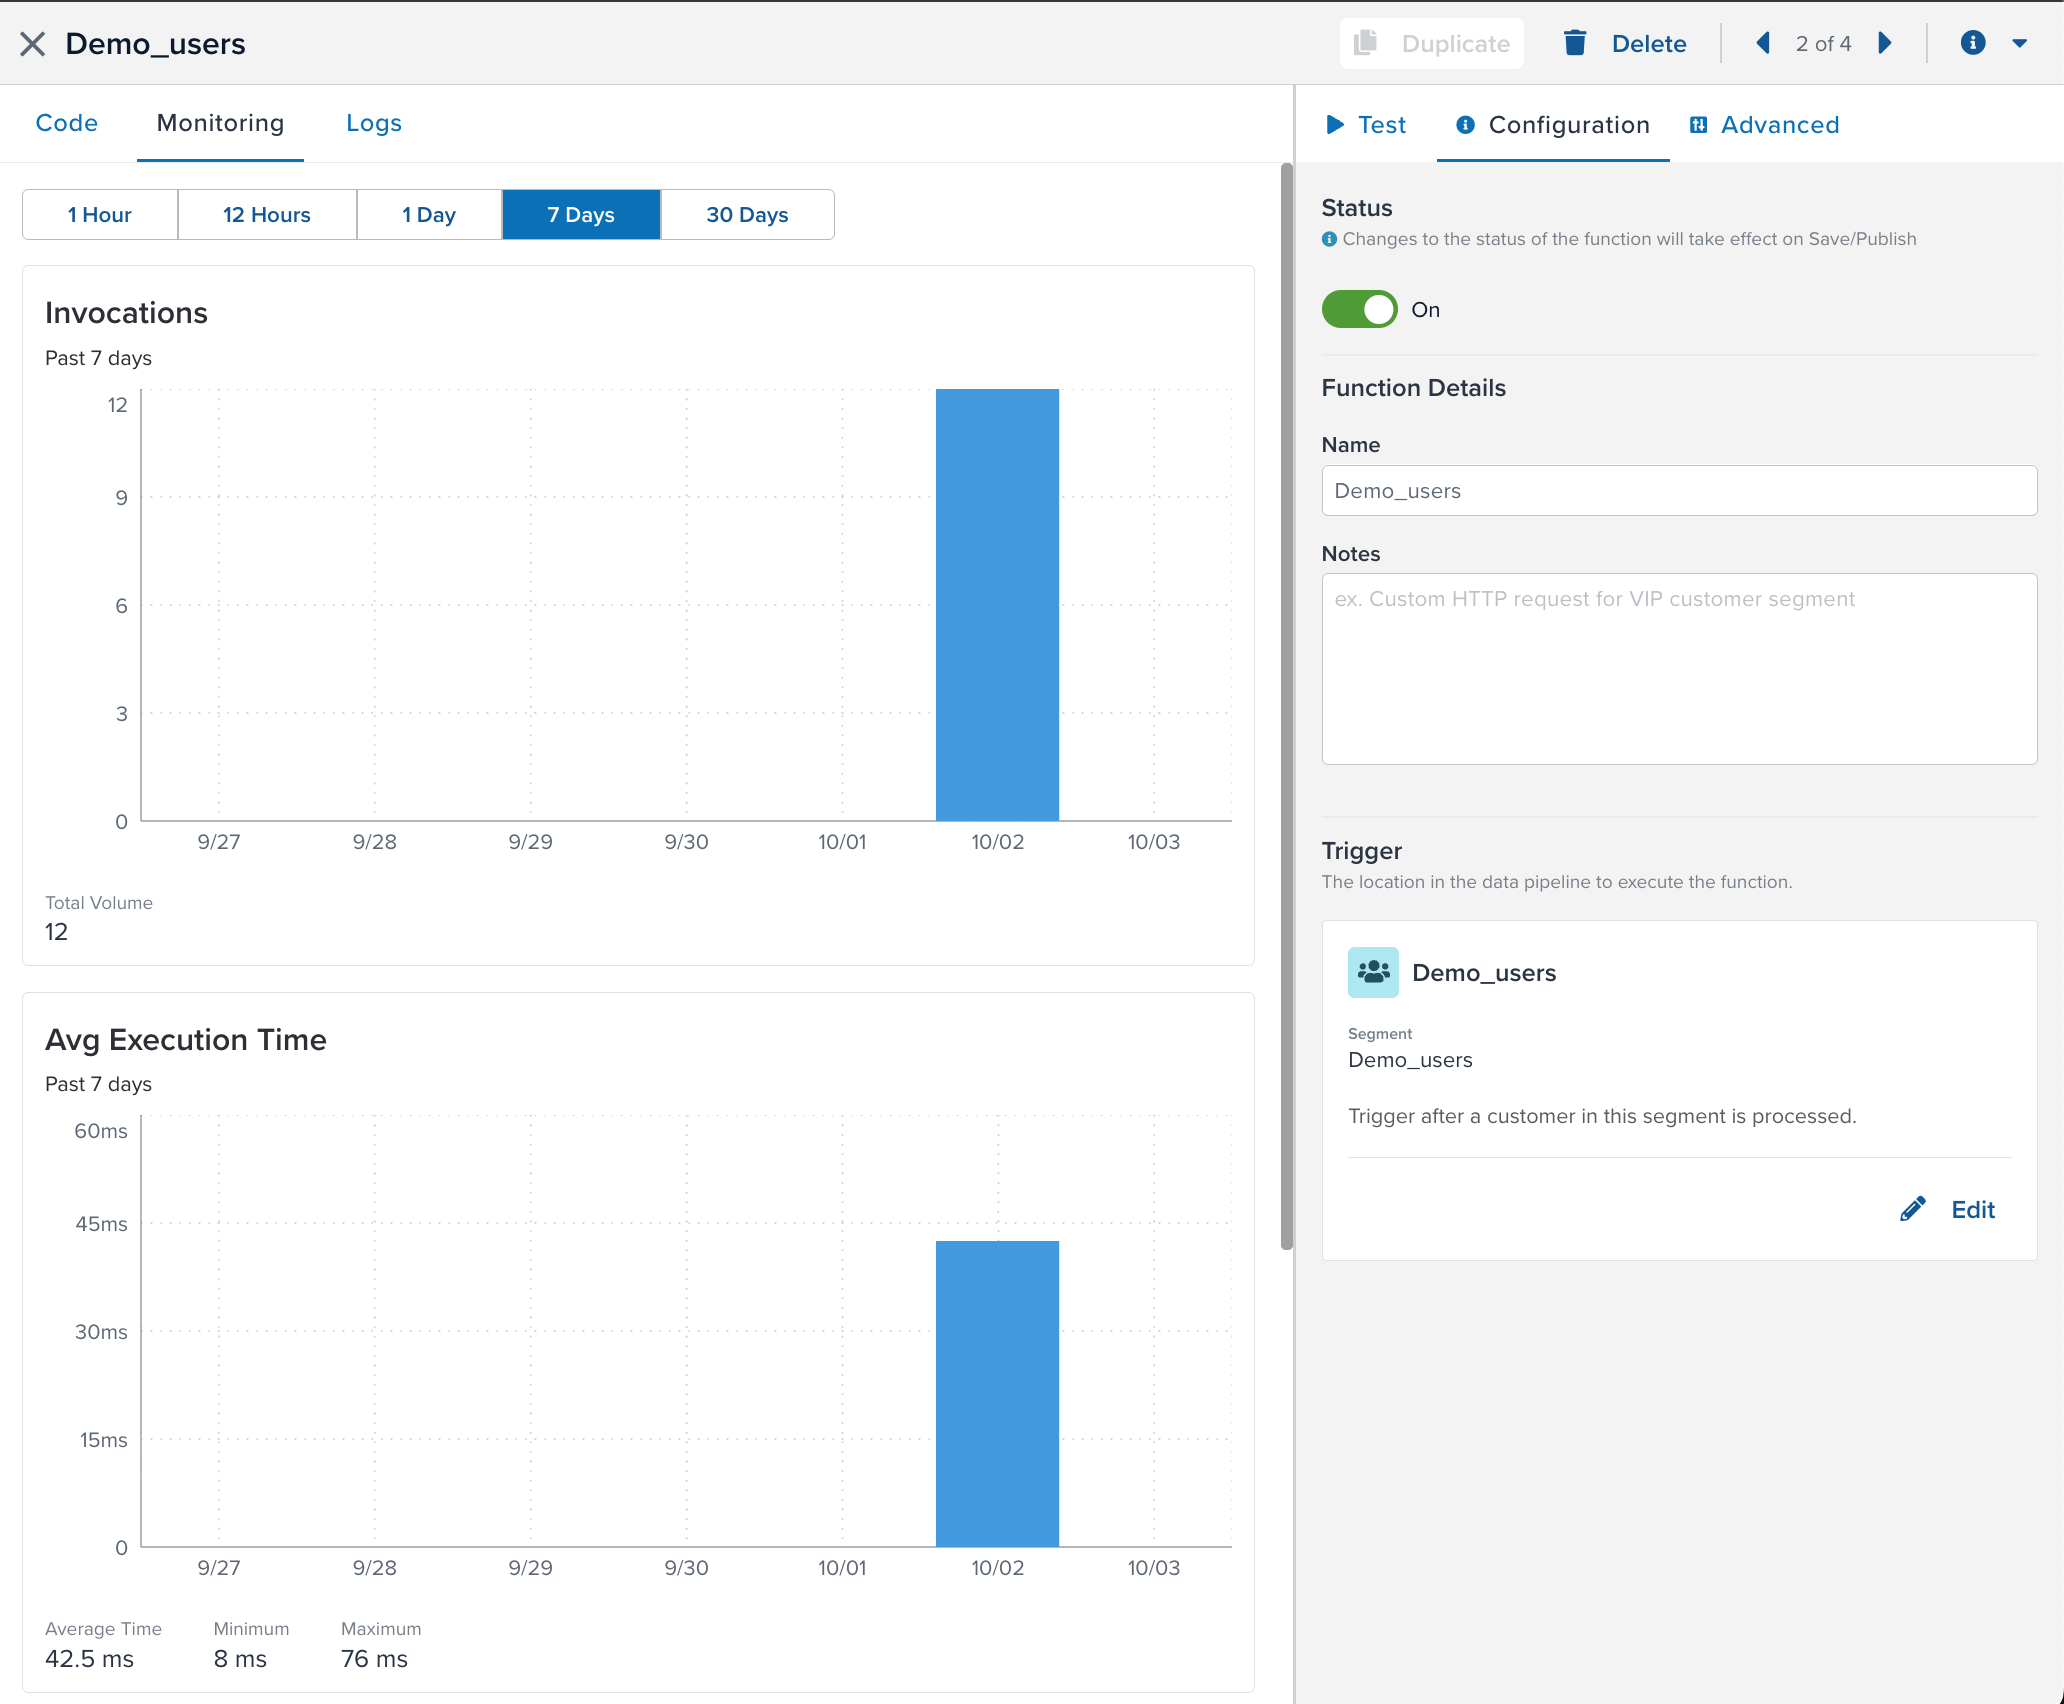 Demo_users
Duplicate
Delete
2 of 4
Code
Monitoring
Logs
Test
Configuration
Advanced
1 Hour
12 Hours
1 Day
7 Days
30 Days
Invocations
Past 7 days
12
9
6
3
0
9/27
9/28
9/29
9/30
10/01
10/02
10/03
Total Volume
12
Avg Execution Time
Past 7 days
60ms
45ms
30ms
15ms
0
9/27
9/28
9/29
9/30
10/01
10/02
10/03
Average Time
42.5 ms
Minimum
8 ms
Maximum
76 ms
Status
Changes to the status of the function will take effect on Save/Publish
On
Function Details
Name
Demo_users
Notes
ex. Custom HTTP request for VIP customer segment
Trigger
The location in the data pipeline to execute the function.
Demo_users
Segment
Demo_users
Trigger after a customer in this segment is processed.
Edit